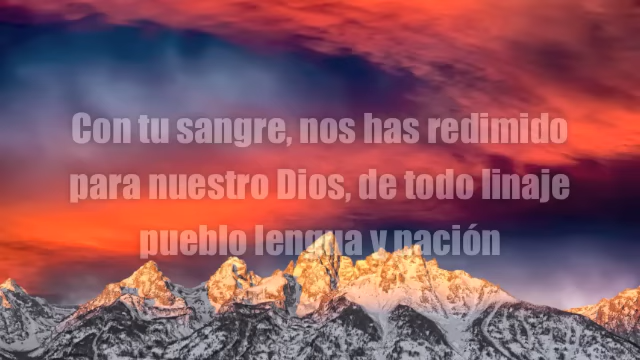 Con tu sangre, nos has redimido
para nuestro Dios, de todo linaje
pueblo lengua y nación